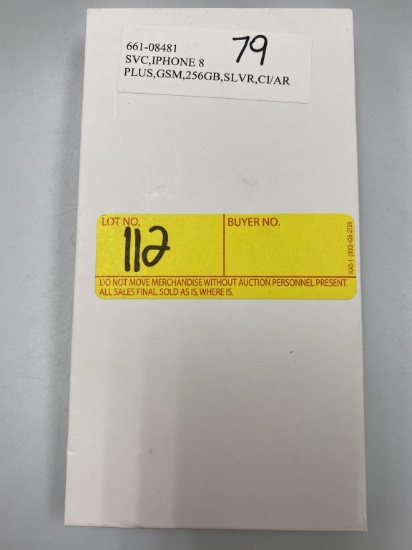 661-08481
79
SVC,IPHONE 8
PLUS,GSM,256GB,SLVR,CI/AR
LOT NO.
112
BUYER NO.
DO NOT MOVE MERCHANDISE WITHOUT AUCTION PERSONNEL PRESENT.
ALL SALES FINAL, SOLD AS IS, WHERE IS.